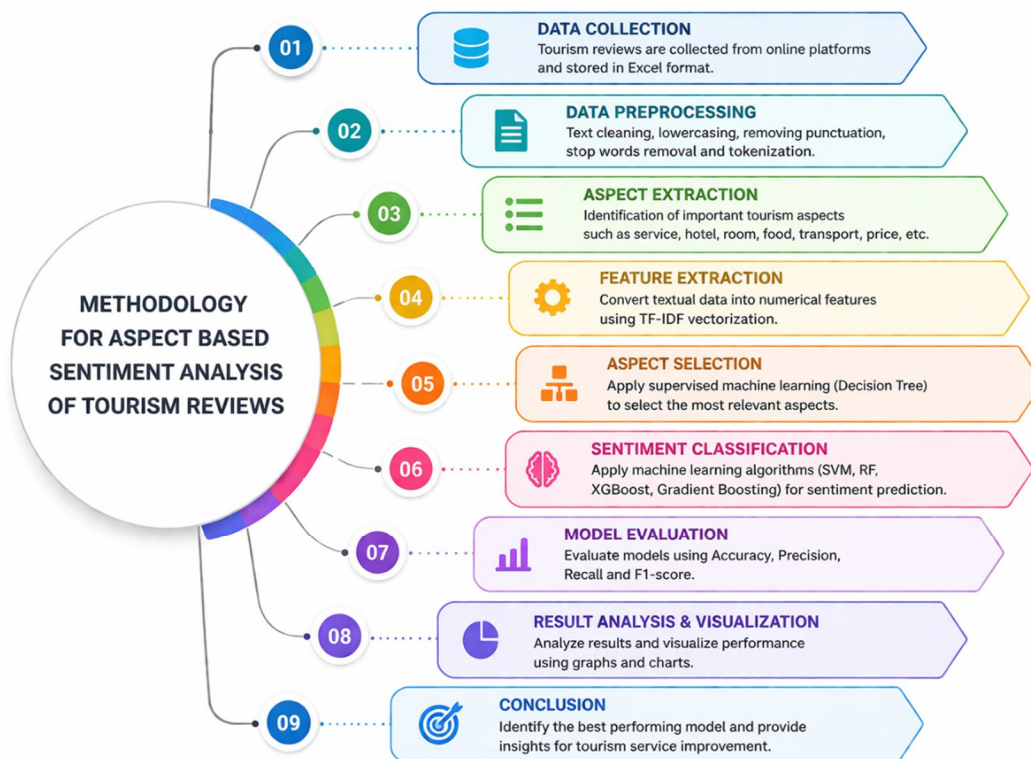 METHODOLOGY
FOR ASPECT BASED
SENTIMENT ANALYSIS
OF TOURISM REVIEWS
01
DATA COLLECTION
Tourism reviews are collected from online platforms
and stored in Excel format.
02
DATA PREPROCESSING
Text cleaning, lowercasing, removing punctuation,
stop words removal and tokenization.
03
ASPECT EXTRACTION
Identification of important tourism aspects
such as service, hotel, room, food, transport, price, etc.
04
FEATURE EXTRACTION
Convert textual data into numerical features
using TF-IDF vectorization.
05
ASPECT SELECTION
Apply supervised machine learning (Decision Tree)
to select the most relevant aspects.
06
SENTIMENT CLASSIFICATION
Apply machine learning algorithms (SVM, RF,
XGBoost, Gradient Boosting) for sentiment prediction.
07
MODEL EVALUATION
Evaluate models using Accuracy, Precision,
Recall and F1-score.
08
RESULT ANALYSIS & VISUALIZATION
Analyze results and visualize performance
using graphs and charts.
09
CONCLUSION
Identify the best performing model and provide
insights for tourism service improvement.